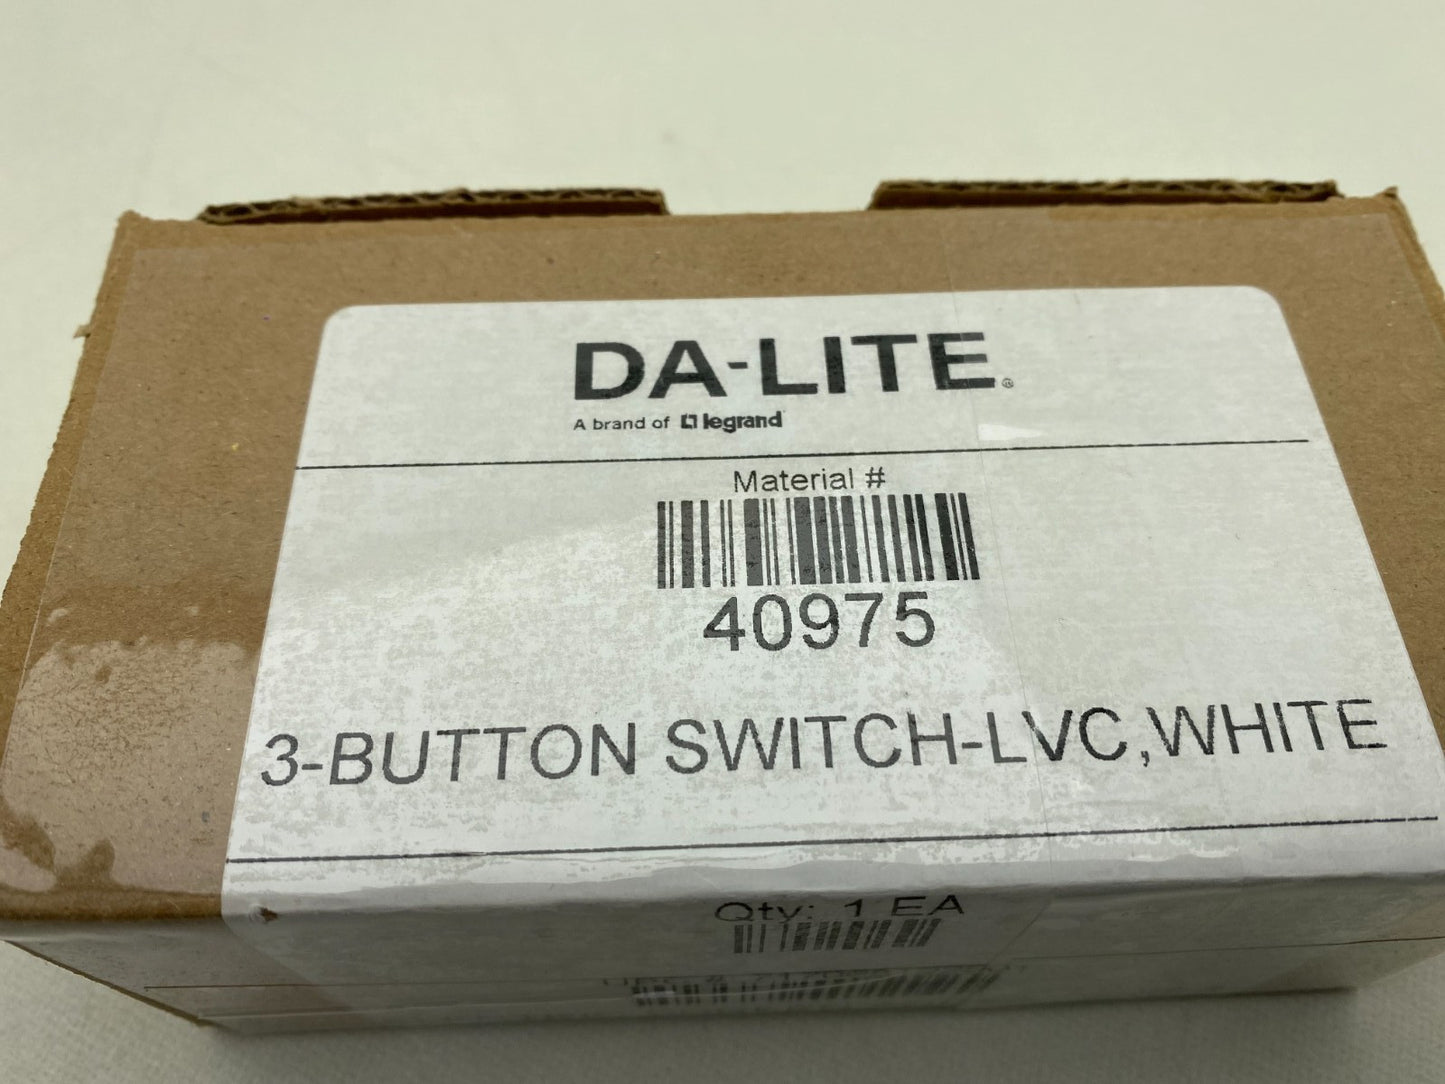 DA-LITE®
A brand of legrand
Material #
40975
3-BUTTON SWITCH-LVC,WHITE
Qty: 1 EA